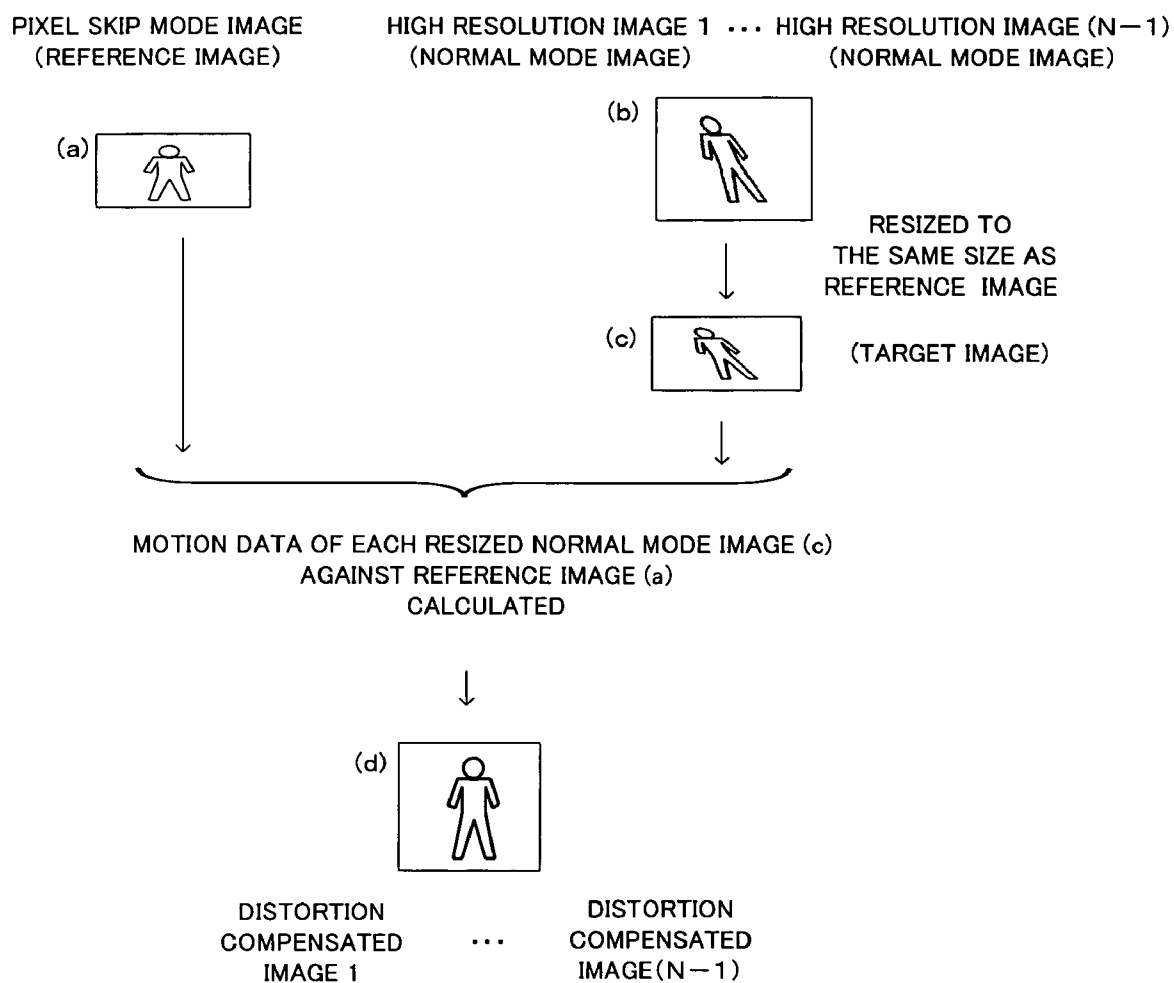 PIXEL SKIP MODE IMAGE
(REFERENCE IMAGE)
HIGH RESOLUTION IMAGE 1 ··· HIGH RESOLUTION IMAGE (N－1)
(NORMAL MODE IMAGE)
(NORMAL MODE IMAGE)
(a)
(b)
RESIZED TO
THE SAME SIZE AS
REFERENCE IMAGE
(c)
(TARGET IMAGE)
MOTION DATA OF EACH RESIZED NORMAL MODE IMAGE (c)
AGAINST REFERENCE IMAGE (a)
CALCULATED
(d)
DISTORTION
COMPENSATED
IMAGE 1
···
DISTORTION
COMPENSATED
IMAGE(N－1)